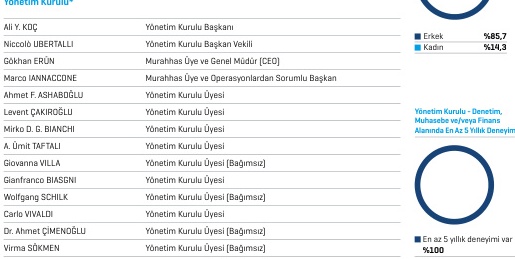 Yönetim Kurulu*
Ali Y. KOÇ Yönetim Kurulu Başkanı
Niccolò UBERTALLI Yönetim Kurulu Başkan Vekili
Gökhan ERÜN Murahhas Üye ve Genel Müdür (CEO)
Marco IANNACCONE Murahhas Üye ve Operasyonlardan Sorumlu Başkan
Ahmet F. ASHABOĞLU Yönetim Kurulu Üyesi
Levent ÇAKIROĞLU Yönetim Kurulu Üyesi
Mirko D. G. BIANCHI Yönetim Kurulu Üyesi
A. Ümit TAFTALI Yönetim Kurulu Üyesi
Giovanna VILLA Yönetim Kurulu Üyesi (Bağımsız)
Gianfranco BIASGNI Yönetim Kurulu Üyesi
Wolfgang SCHILK Yönetim Kurulu Üyesi (Bağımsız)
Carlo VIVALDI Yönetim Kurulu Üyesi
Dr. Ahmet ÇİMENOĞLU Yönetim Kurulu Üyesi (Bağımsız)
Virma SÖKMEN Yönetim Kurulu Üyesi (Bağımsız)
Erkek %85,7
Kadın %14,3
Yönetim Kurulu - Denetim,
Muhasebe ve/veya Finans
Alanında En Az 5 Yıllık Deneyim
En az 5 yıllık deneyimi var
%100